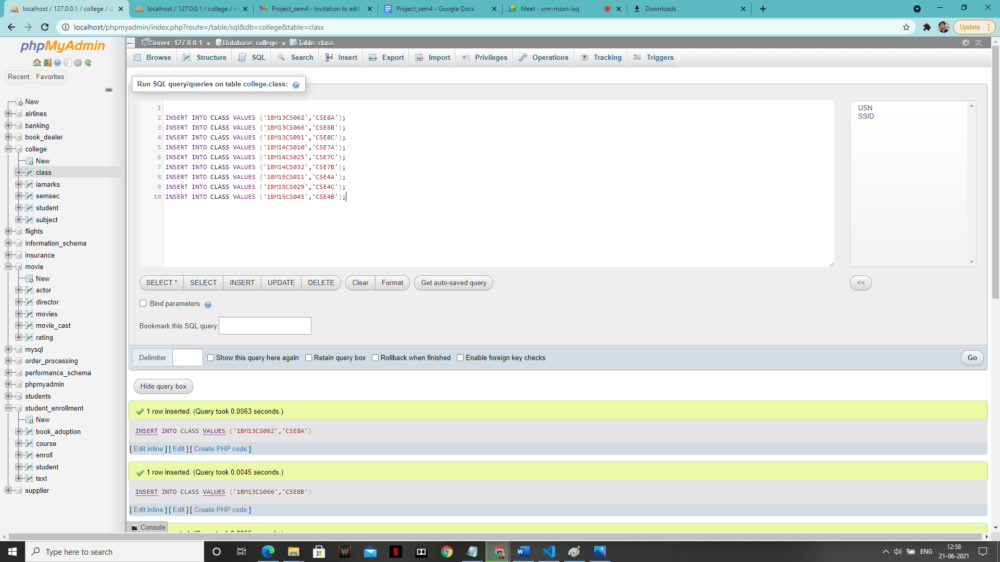 localhost / 127.0.0.1 / college / cl
localhost / 127.0.0.1 / college / se
Project_sem4 - Invitation to edit
Project_sem4 - Google Docs
Meet - xrm-mzxn-ixq
Downloads
localhost/phpmyadmin/index.php?route=/table/sql&db=college&table=class
Update
phpMyAdmin
Recent
Favorites
New
airlines
banking
book_dealer
college
New
class
iamarks
semsec
student
subject
flights
information_schema
insurance
movie
New
actor
director
movies
movie_cast
rating
mysql
order_processing
performance_schema
phpmyadmin
students
student_enrollment
New
book_adoption
course
enroll
student
text
supplier
Server: 127.0.0.1 » Database: college » Table: class
Browse
Structure
SQL
Search
Insert
Export
Import
Privileges
Operations
Tracking
Triggers
Run SQL query/queries on table college.class:
1
2 INSERT INTO CLASS VALUES ('1BM13CS062','CSE8A');
3 INSERT INTO CLASS VALUES ('1BM13CS066','CSE8B');
4 INSERT INTO CLASS VALUES ('1BM13CS091','CSE8C');
5 INSERT INTO CLASS VALUES ('1BM14CS010','CSE7A');
6 INSERT INTO CLASS VALUES ('1BM14CS025','CSE7C');
7 INSERT INTO CLASS VALUES ('1BM14CS032','CSE7B');
8 INSERT INTO CLASS VALUES ('1BM15CS011','CSE4A');
9 INSERT INTO CLASS VALUES ('1BM15CS029','CSE4C');
10 INSERT INTO CLASS VALUES ('1BM15CS045','CSE4B');
USN
SSID
SELECT *
SELECT
INSERT
UPDATE
DELETE
Clear
Format
Get auto-saved query
<<
Bind parameters
Bookmark this SQL query:
Delimiter
;
Show this query here again
Retain query box
Rollback when finished
Enable foreign key checks
Go
Hide query box
1 row inserted. (Query took 0.0063 seconds.)
INSERT INTO CLASS VALUES ('1BM13CS062','CSE8A')
[ Edit inline ] [ Edit ] [ Create PHP code ]
1 row inserted. (Query took 0.0045 seconds.)
INSERT INTO CLASS VALUES ('1BM13CS066','CSE8B')
[ Edit inline ] [ Edit ] [ Create PHP code ]
Console
Type here to search
ENG
12:58
21-06-2021